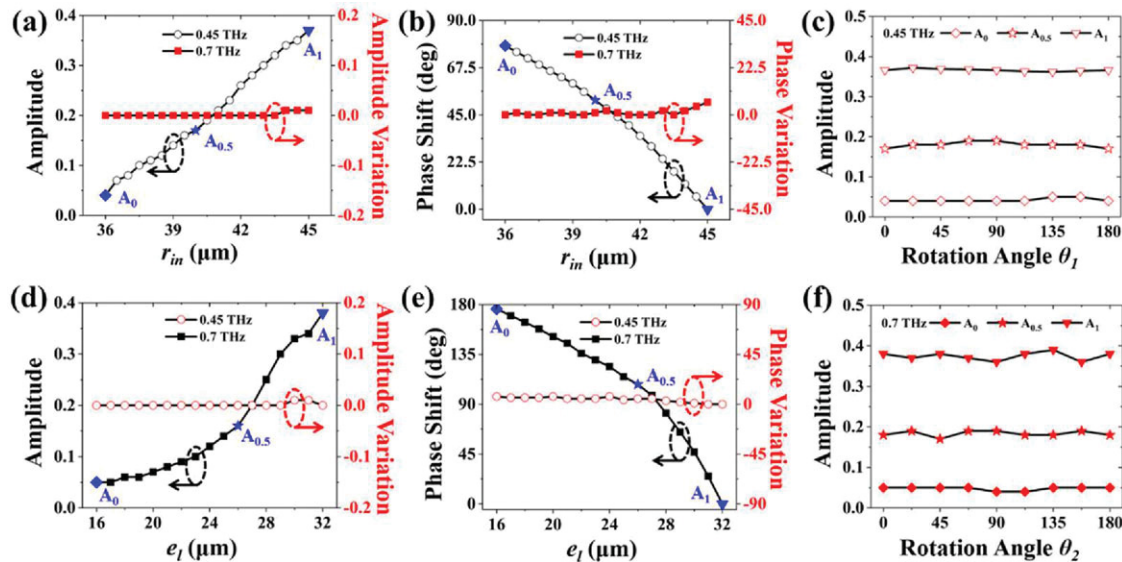 (a)
0.4
0.3
0.2
0.1
0.0
Amplitude
0.45 THz
0.7 THz
A0
A0.5
A1
0.2
0.1
0.0
-0.1
-0.2
Amplitude Variation
36 39 42 45
r_in (μm)
(b)
90.0
67.5
45.0
22.5
0.0
Phase Shift (deg)
0.45 THz
0.7 THz
A0
A0.5
A1
45.0
22.5
0.0
-22.5
-45.0
Phase Variation
36 39 42 45
r_in (μm)
(c)
0.5
0.4
0.3
0.2
0.1
0.0
Amplitude
0.45 THz A0 A0.5 A1
0 45 90 135 180
Rotation Angle θ1
(d)
0.4
0.3
0.2
0.1
0.0
Amplitude
0.45 THz
0.7 THz
A0
A0.5
A1
0.2
0.1
0.0
-0.1
-0.15
Amplitude Variation
16 20 24 28 32
e_l (μm)
(e)
180
135
90
45
0
Phase Shift (deg)
0.45 THz
0.7 THz
A0
A0.5
A1
90
45
0
-45
-90
Phase Variation
16 20 24 28 32
e_l (μm)
(f)
0.5
0.4
0.3
0.2
0.1
0.0
Amplitude
0.7 THz A0 A0.5 A1
0 45 90 135 180
Rotation Angle θ2